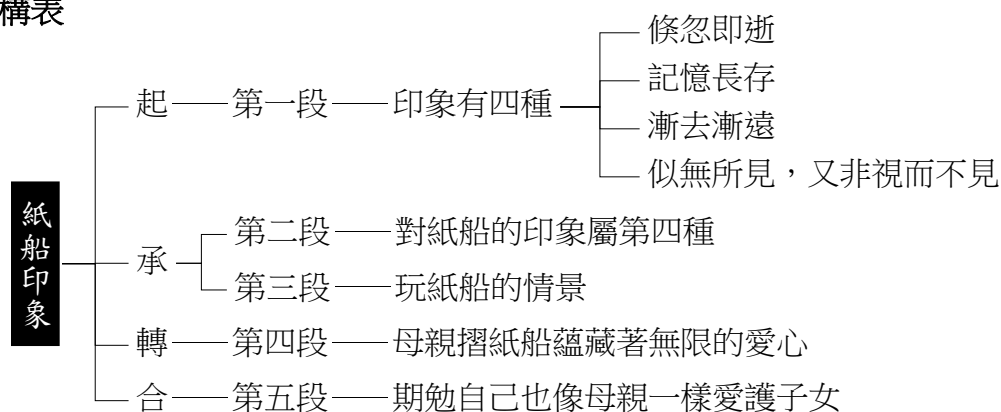 構表
紙船印象
起
第一段
印象有四種
倏忽即逝
記憶長存
漸去漸遠
似無所見,又非視而不見
承
第二段
對紙船的印象屬第四種
第三段
玩紙船的情景
轉
第四段
母親摺紙船蘊藏著無限的愛心
合
第五段
期勉自己也像母親一樣愛護子女